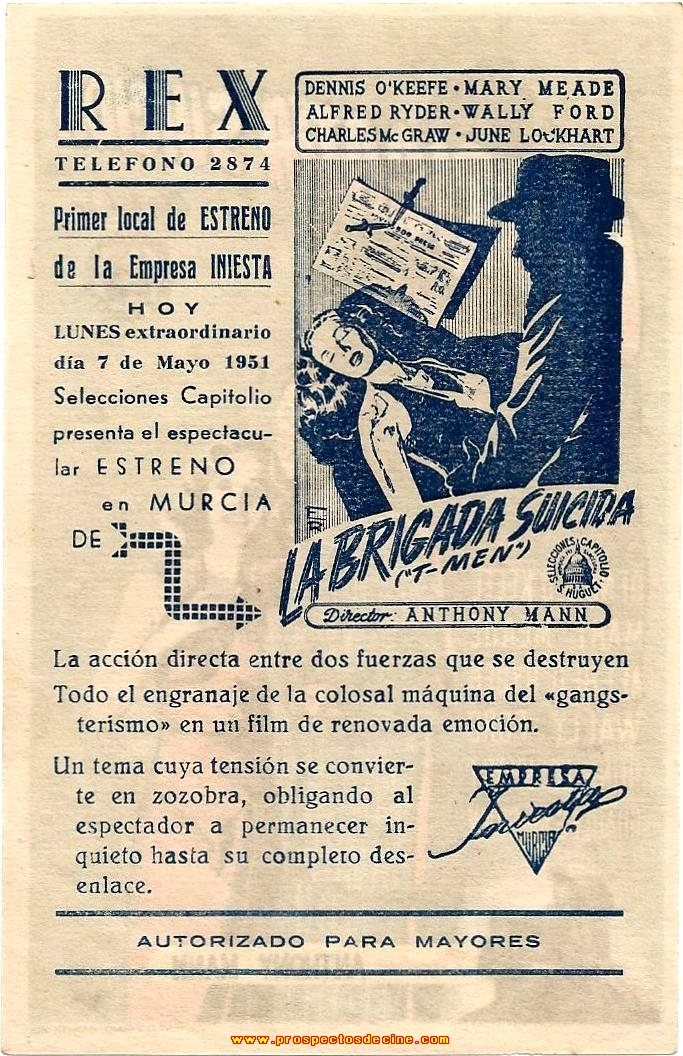 REX
TELEFONO 2874
Primer local de ESTRENO
de la Empresa INIESTA
HOY
LUNES extraordinario
día 7 de Mayo 1951
Selecciones Capitolio
presenta el espectacu-
lar ESTRENO
en MURCIA
DE
DENNIS O'KEEFE · MARY MEADE
ALFRED RYDER · WALLY FORD
CHARLES Mc GRAW · JUNE LOCKHART
LA BRIGADA SUICIDA
("T-MEN")
SELECCIONES CAPITOLIO
S. HUGUET
Director: ANTHONY MANN
La acción directa entre dos fuerzas que se destruyen
Todo el engranaje de la colosal máquina del «gangs-
terismo» en un film de renovada emoción.
Un tema cuya tensión se convier-
te en zozobra, obligando al
espectador a permanecer in-
quieto hasta su completo des-
enlace.
EMPRESA
Iniesta
MURCIA
AUTORIZADO PARA MAYORES
www.prospectosdecine.com